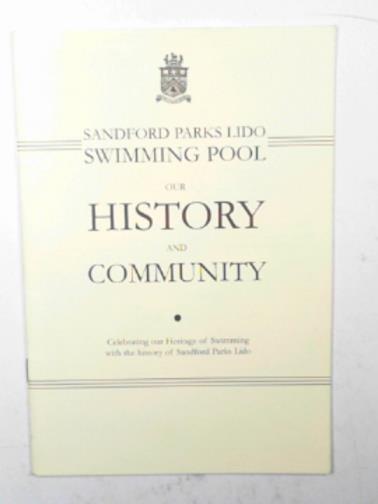 SANDFORD PARKS LIDO
SWIMMING POOL
OUR
HISTORY
AND
COMMUNITY
Celebrating our Heritage of Swimming
with the history of Sandford Parks Lido